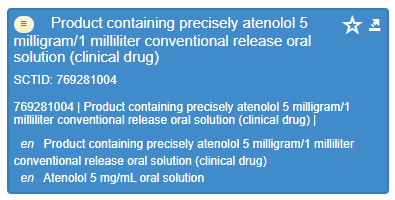 Product containing precisely atenolol 5
milligram/1 milliliter conventional release oral
solution (clinical drug)
SCTID: 769281004
769281004 | Product containing precisely atenolol 5 milligram/1
milliliter conventional release oral solution (clinical drug) |
en Product containing precisely atenolol 5 milligram/1 milliliter
conventional release oral solution (clinical drug)
en Atenolol 5 mg/mL oral solution